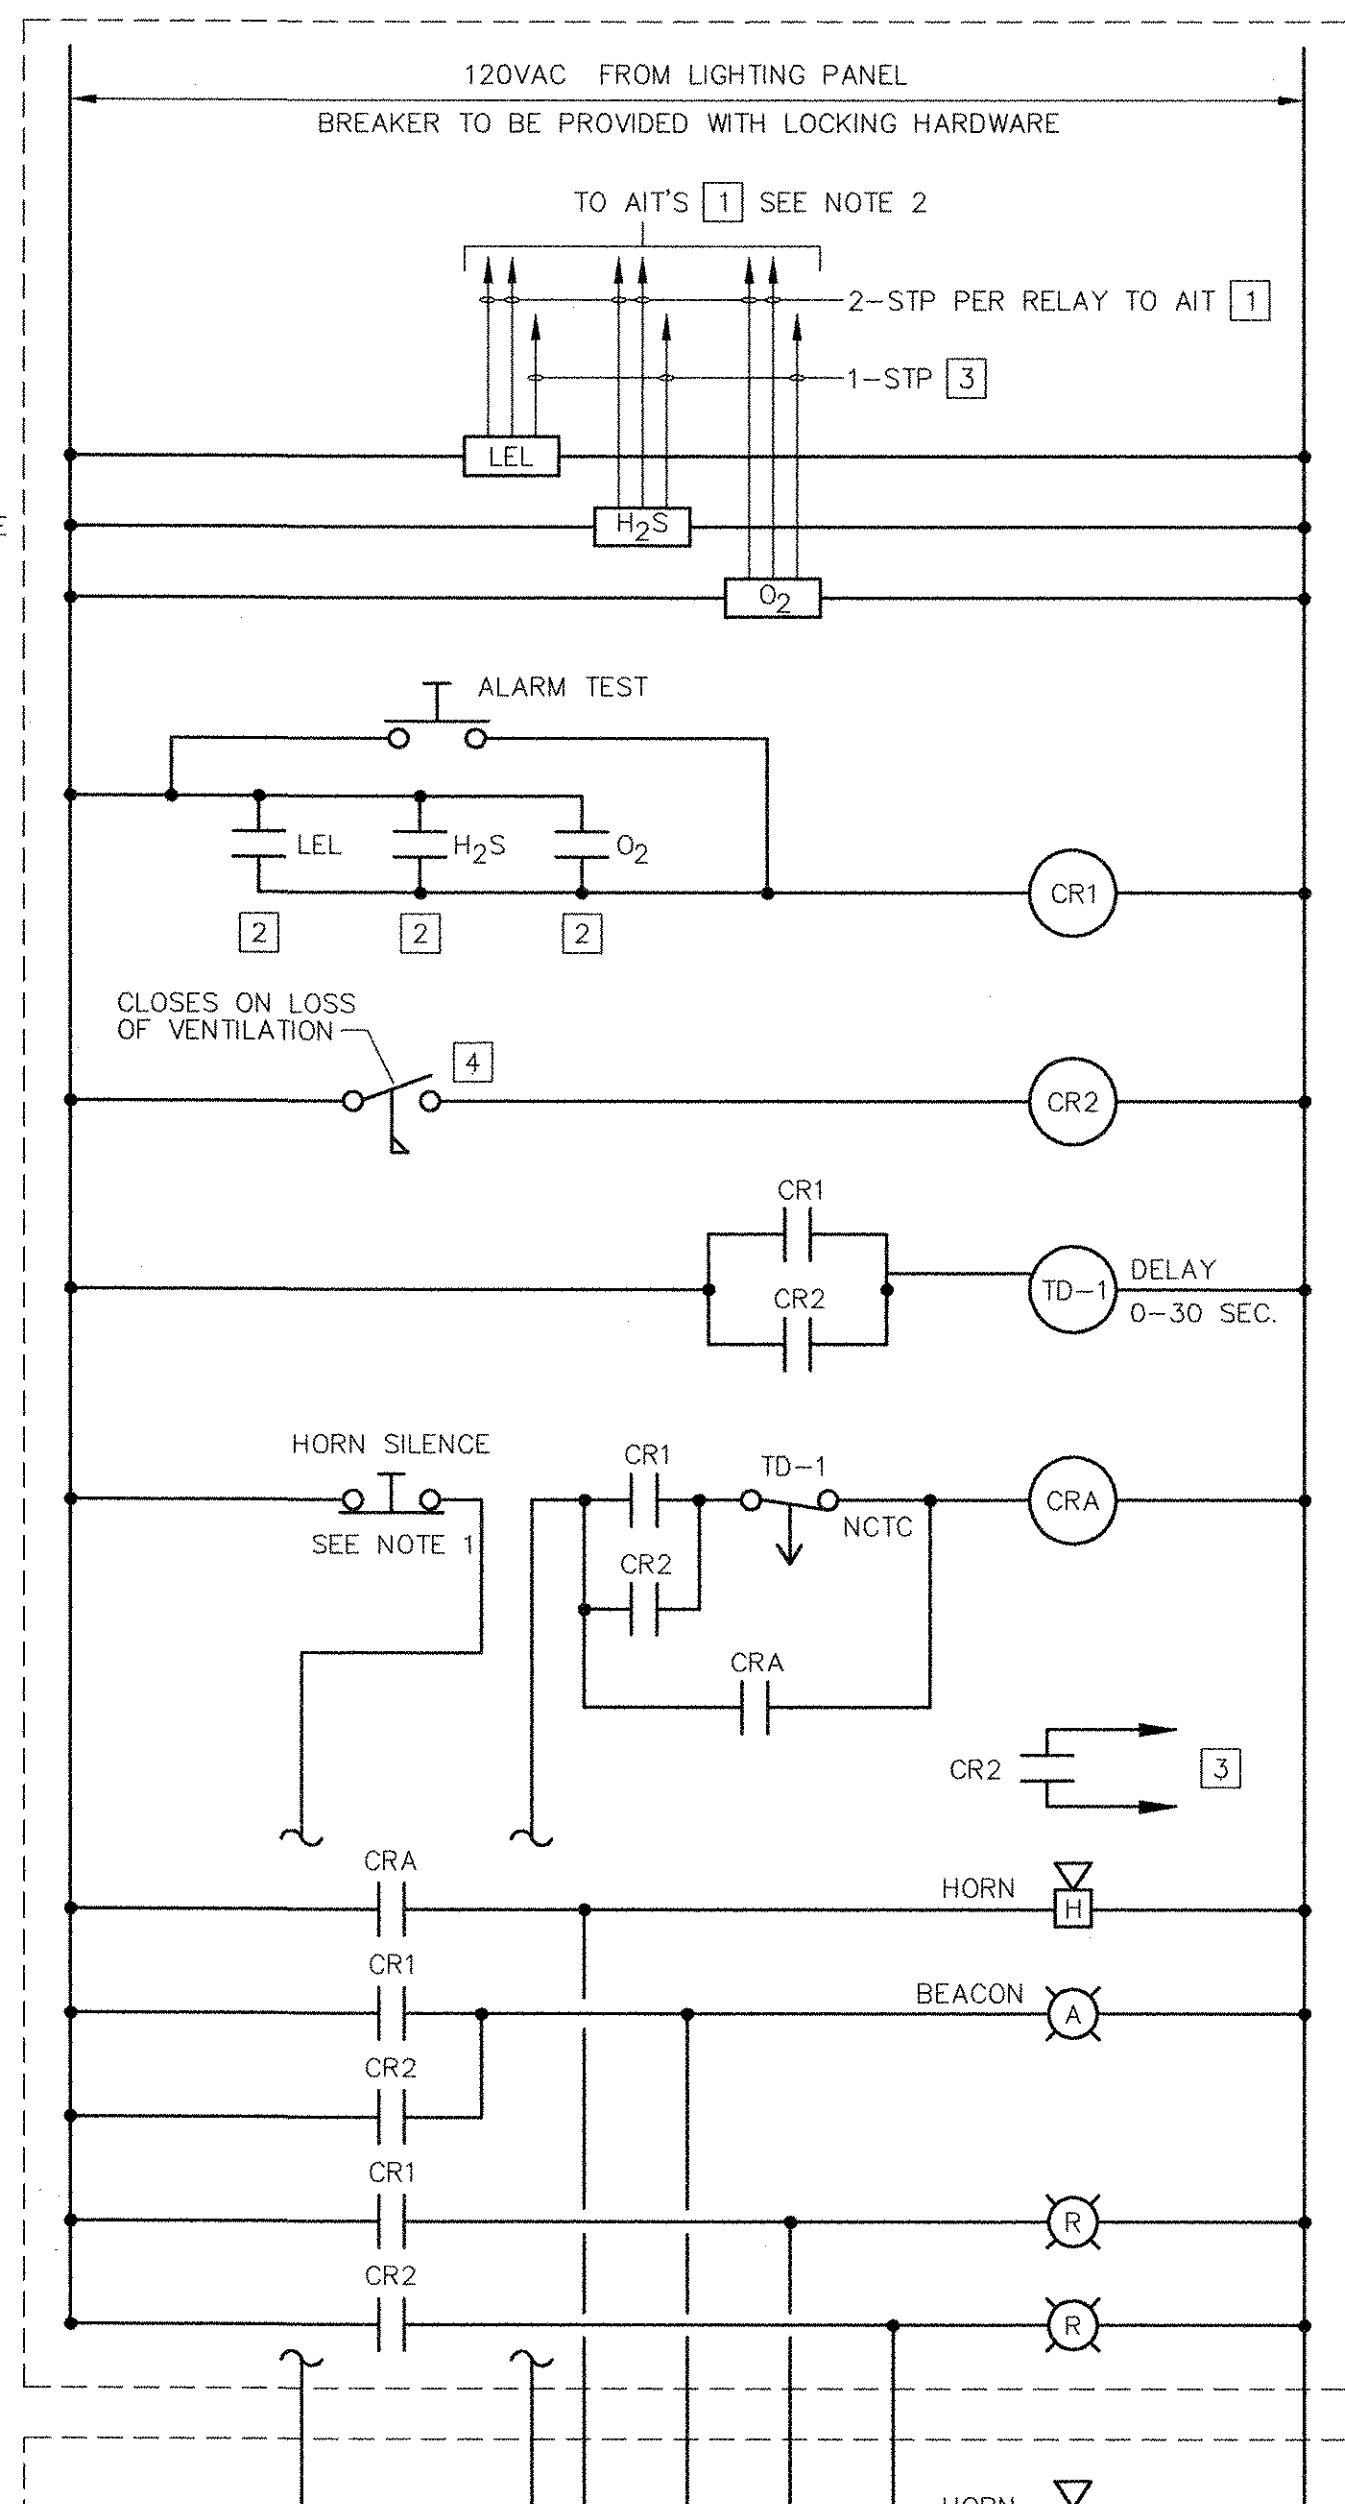 120VAC FROM LIGHTING PANEL
BREAKER TO BE PROVIDED WITH LOCKING HARDWARE
TO AIT'S 1 SEE NOTE 2
2-STP PER RELAY TO AIT 1
1-STP 3
LEL
E
H2S
O2
ALARM TEST
LEL
H2S
O2
CR1
2
2
2
CLOSES ON LOSS
OF VENTILATION
4
CR2
CR1
CR2
TD-1
DELAY
0-30 SEC.
HORN SILENCE
SEE NOTE 1
CR1
TD-1
NCTC
CRA
CR2
CRA
CR2
3
CRA
HORN
H
CR1
BEACON
A
CR2
CR1
R
CR2
R
HORN